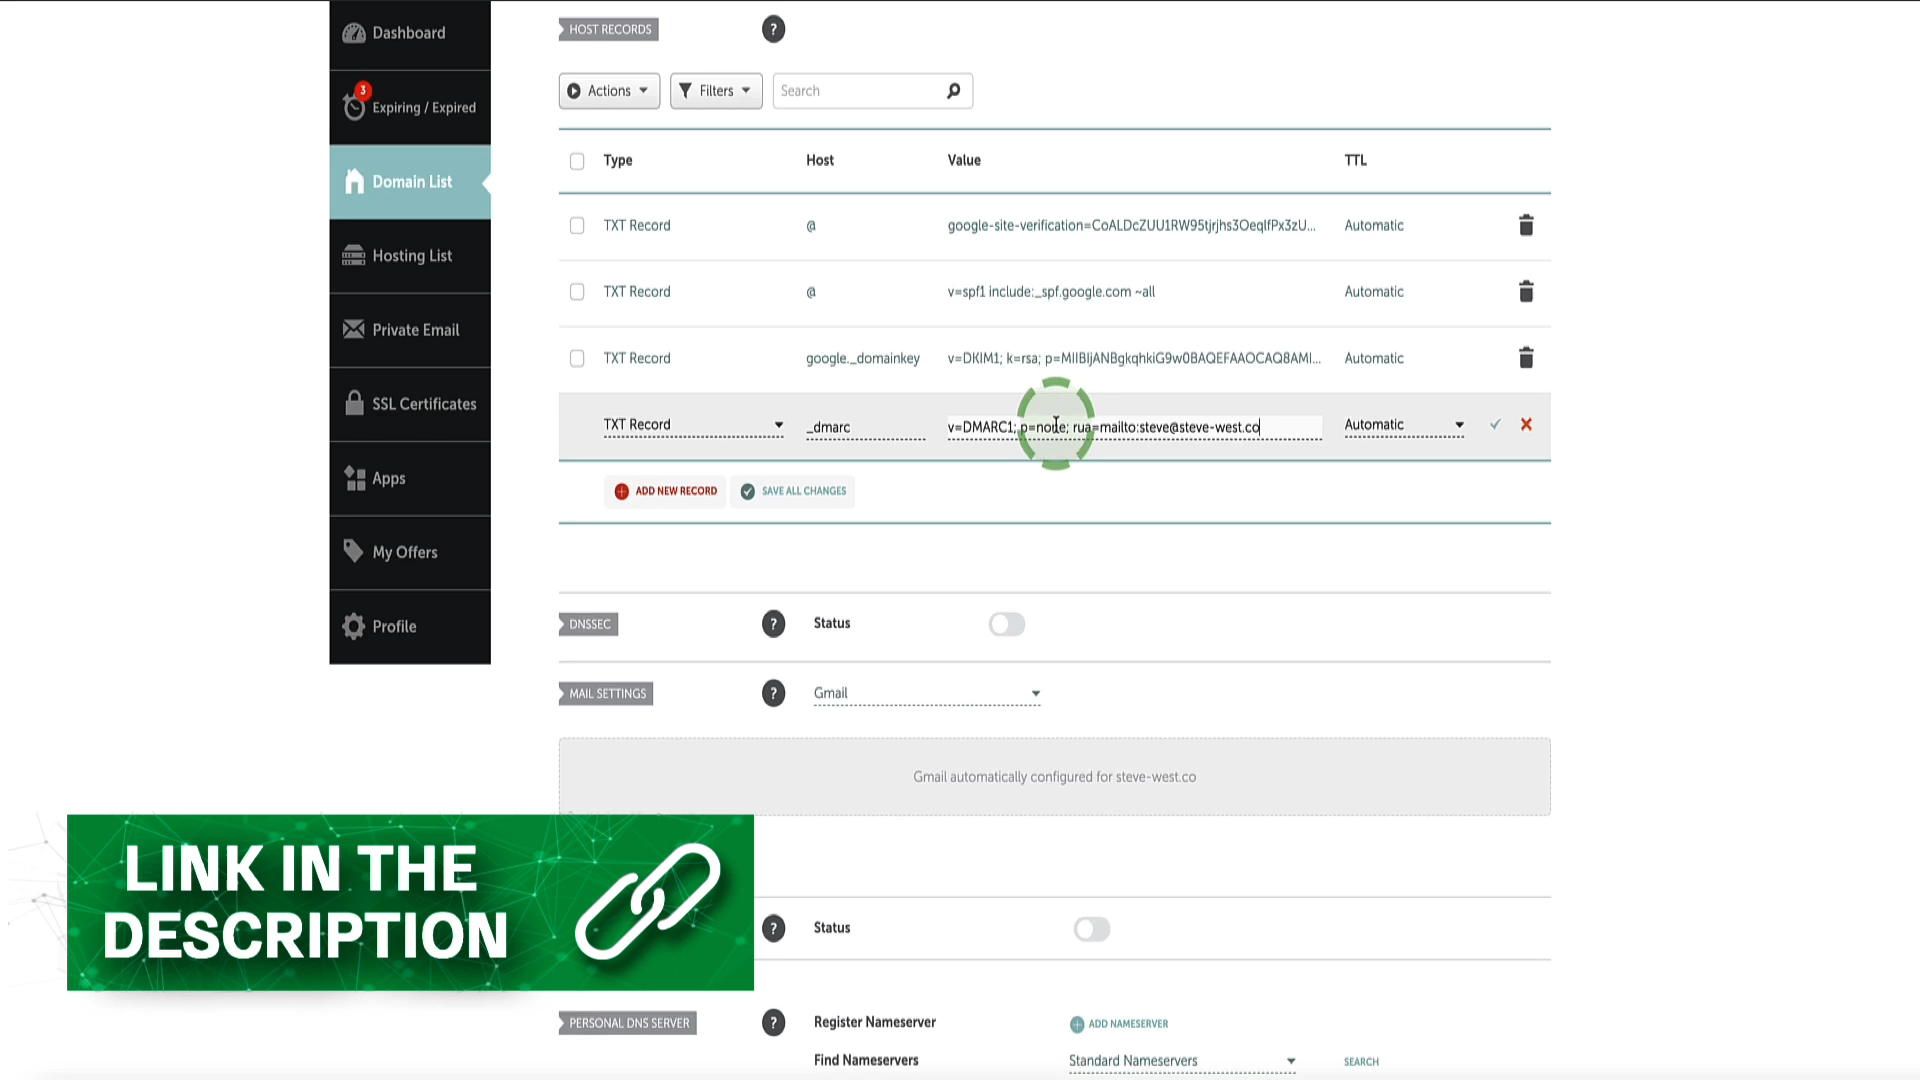 Dashboard
3
Expiring / Expired
Domain List
Hosting List
Private Email
SSL Certificates
Apps
My Offers
Profile
HOST RECORDS ?
Actions Filters Search
Type Host Value TTL
TXT Record @ google-site-verification=CoALDcZUU1RW95tjrjhs3OeqlfPx3zU... Automatic
TXT Record @ v=spf1 include:_spf.google.com ~all Automatic
TXT Record google._domainkey v=DKIM1; k=rsa; p=MIIBIjANBgkqhkiG9w0BAQEFAAOCAQ8AMI... Automatic
TXT Record _dmarc v=DMARC1; p=none; rua=mailto:steve@steve-west.co Automatic
ADD NEW RECORD SAVE ALL CHANGES
DNSSEC ? Status
MAIL SETTINGS ? Gmail
Gmail automatically configured for steve-west.co
LINK IN THE
DESCRIPTION
? Status
PERSONAL DNS SERVER ? Register Nameserver ADD NAMESERVER
Find Nameservers Standard Nameservers SEARCH